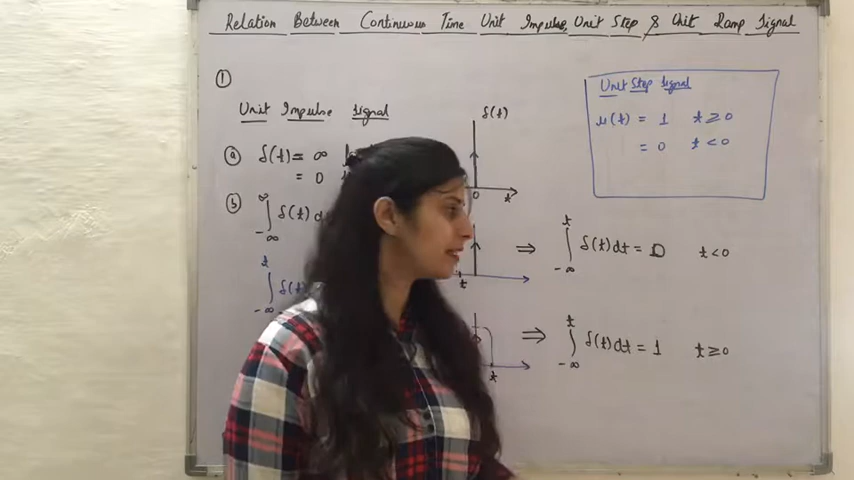 Relation Between Continuous Time Unit Impulse, Unit Step & Unit Ramp Signal
①
Unit Impulse Signal
ⓐ δ(t) = ∞
= 0
ⓑ ∫_{-∞}^{∞} δ(t) d
∫_{-∞}^{t} δ(t)
δ(t)
0 t
t
t
⇒ ∫_{-∞}^{t} δ(t)dt = 0 t<0
⇒ ∫_{-∞}^{t} δ(t)dt = 1 t≥0
Unit Step Signal
u(t) = 1 t≥0
= 0 t<0